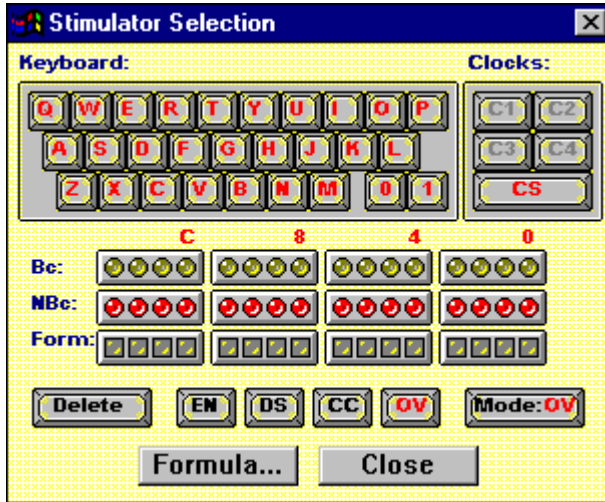 Stimulator Selection
Keyboard: Clocks:
Q W E R T Y U I O P C1 C2
A S D F G H J K L C3 C4
Z X C V B N M 0 1 CS
C 8 4 0
Bc:
NBc:
Form:
Delete EN DS CC OV Mode:OV
Formula... Close